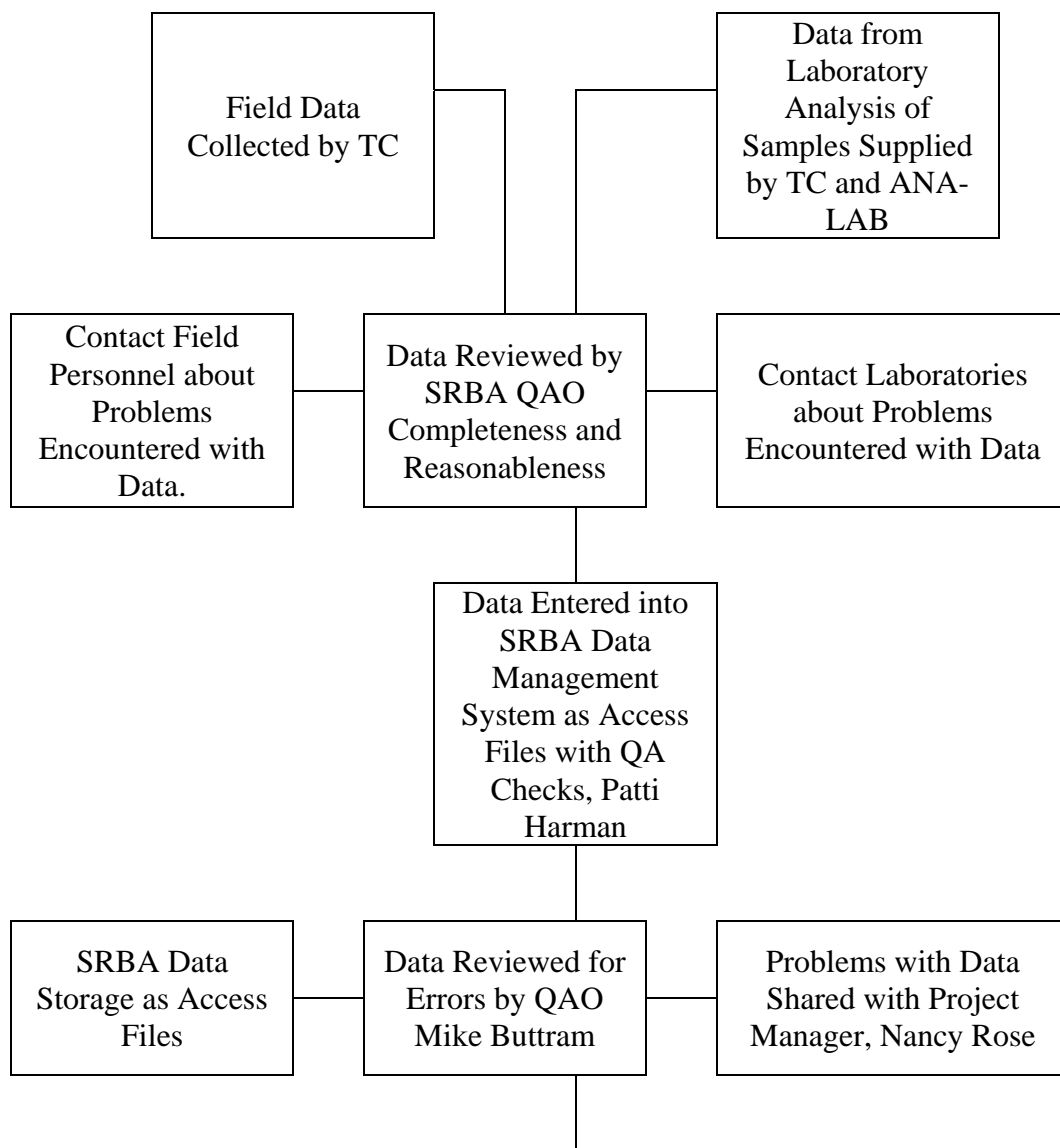 Field Data
Collected by TC
Data from
Laboratory
Analysis of
Samples Supplied
by TC and ANA-
LAB
Contact Field
Personnel about
Problems
Encountered with
Data.
Data Reviewed by
SRBA QAO
Completeness and
Reasonableness
Contact Laboratories
about Problems
Encountered with Data
Data Entered into
SRBA Data
Management
System as Access
Files with QA
Checks, Patti
Harman
SRBA Data
Storage as Access
Files
Data Reviewed for
Errors by QAO
Mike Buttram
Problems with Data
Shared with Project
Manager, Nancy Rose